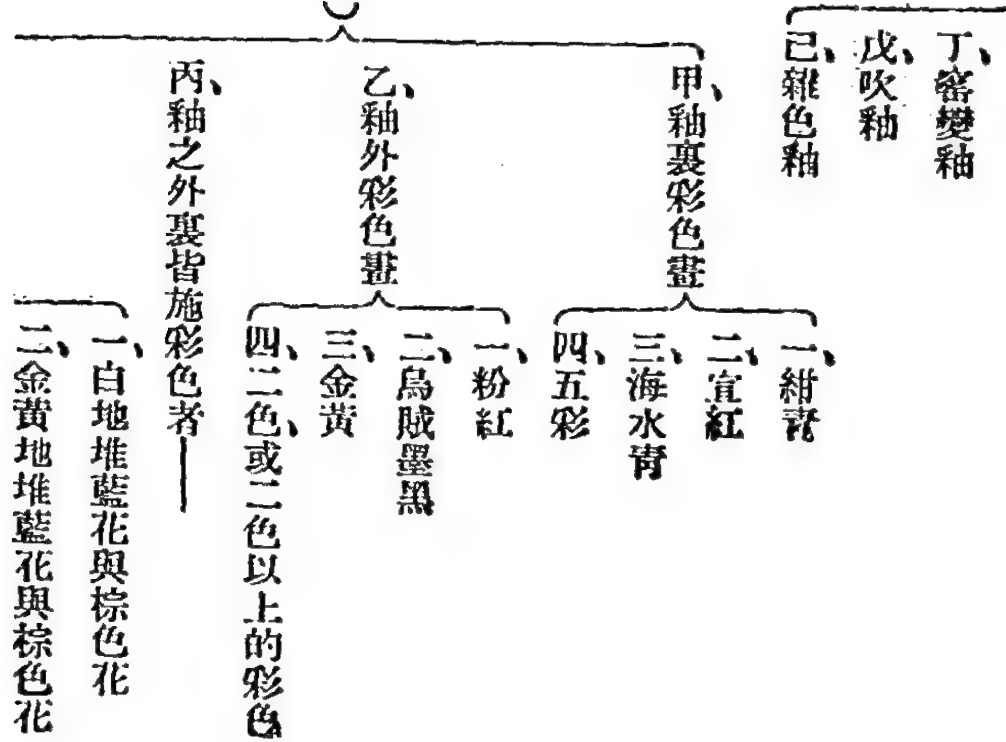 丁、窰變釉
戊、吹釉
己、雜色釉
甲、釉裏彩色畫
一、紺青
二、宣紅
三、海水青
四、五彩
乙、釉外彩色畫
一、粉紅
二、烏賊墨黑
三、金黃
四、二色、或二色以上的彩色
丙、釉之外裏皆施彩色者
一、白地堆藍花與棕色花
二、金黃地堆藍花與棕色花